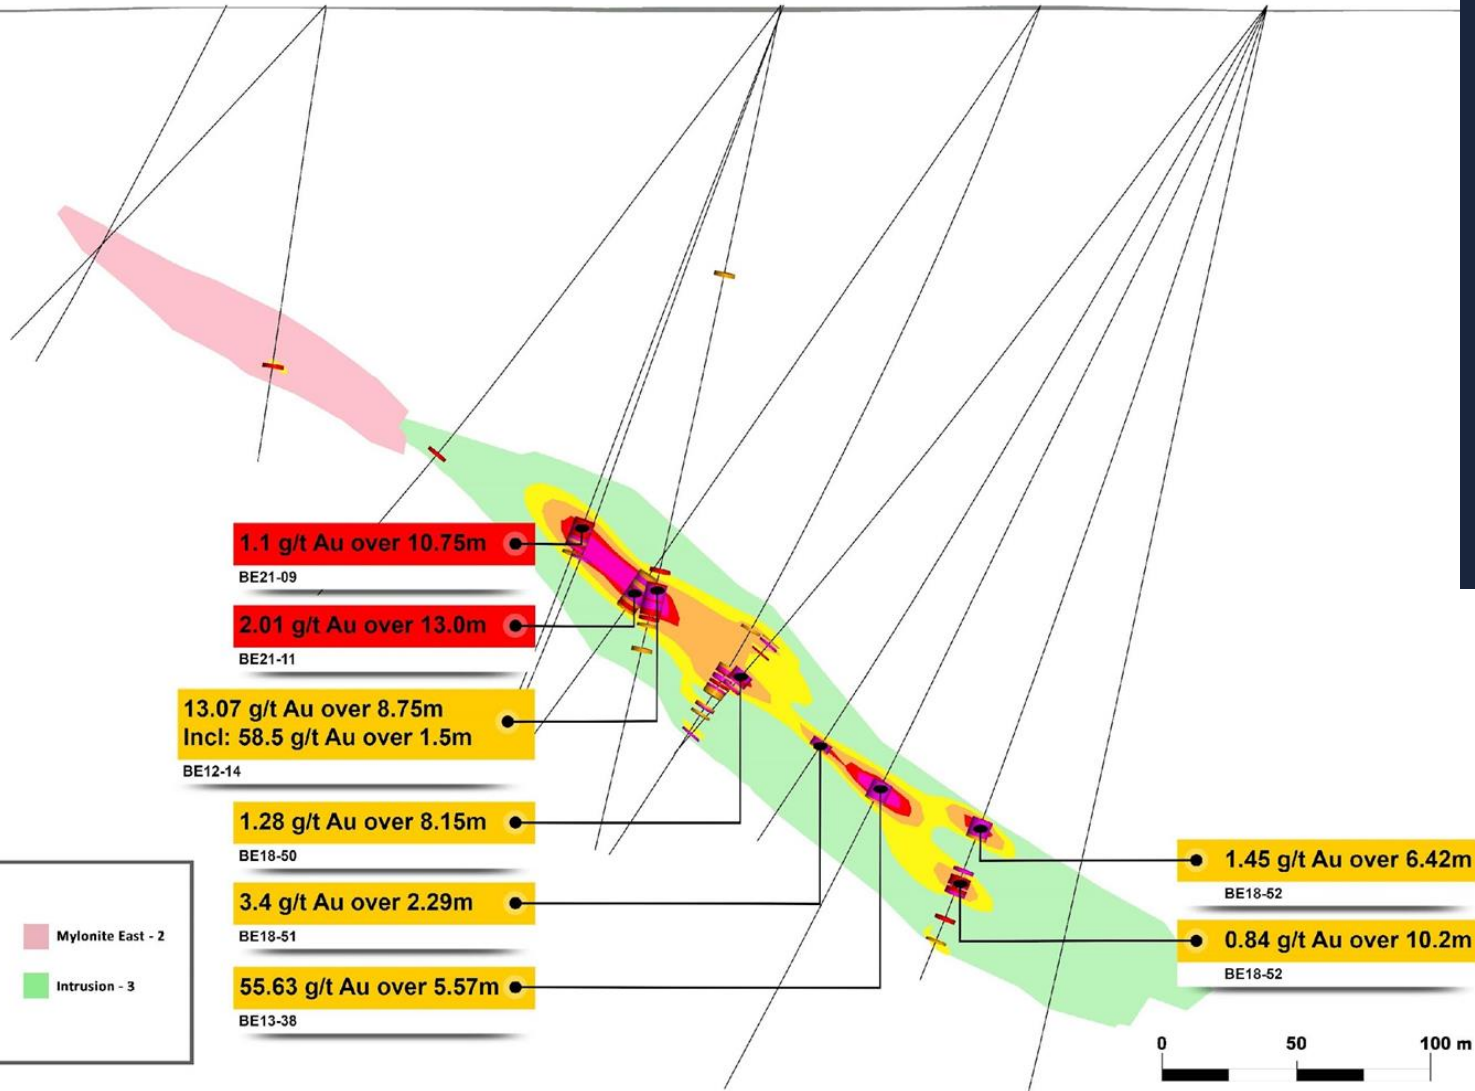 1.1 g/t Au over 10.75m
BE21-09
2.01 g/t Au over 13.0m
BE21-11
13.07 g/t Au over 8.75m
Incl: 58.5 g/t Au over 1.5m
BE12-14
1.28 g/t Au over 8.15m
BE18-50
3.4 g/t Au over 2.29m
BE18-51
55.63 g/t Au over 5.57m
BE13-38
1.45 g/t Au over 6.42m
BE18-52
0.84 g/t Au over 10.2m
BE18-52
Mylonite East - 2
Intrusion - 3
0 50 100 m